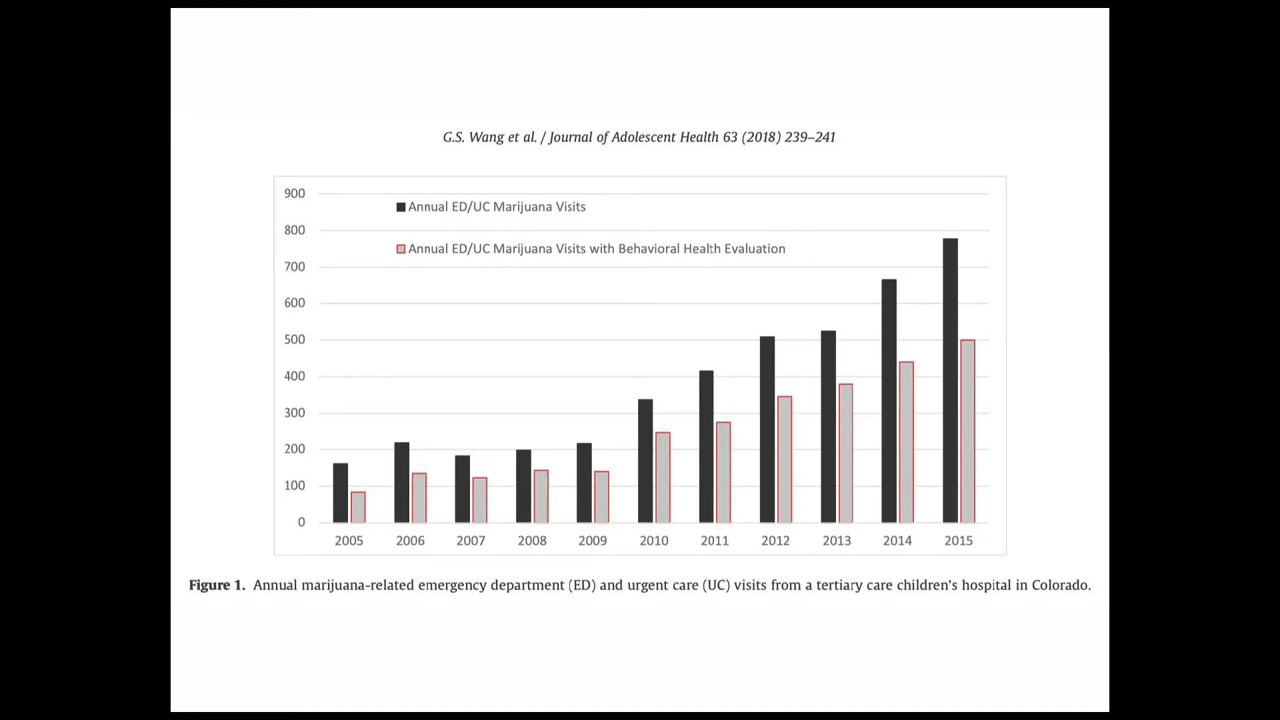 G.S. Wang et al. / Journal of Adolescent Health 63 (2018) 239–241
900
800
700
600
500
400
300
200
100
0
Annual ED/UC Marijuana Visits
Annual ED/UC Marijuana Visits with Behavioral Health Evaluation
2005 2006 2007 2008 2009 2010 2011 2012 2013 2014 2015
Figure 1. Annual marijuana-related emergency department (ED) and urgent care (UC) visits from a tertiary care children's hospital in Colorado.